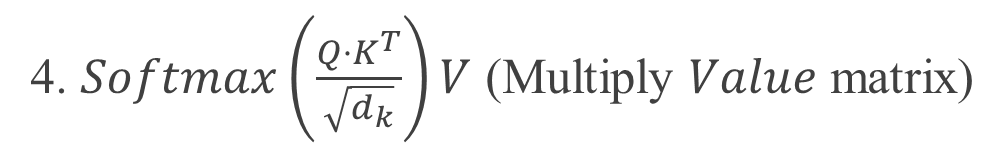 4. Softmax (Q·K^T / √d_k) V (Multiply Value matrix)